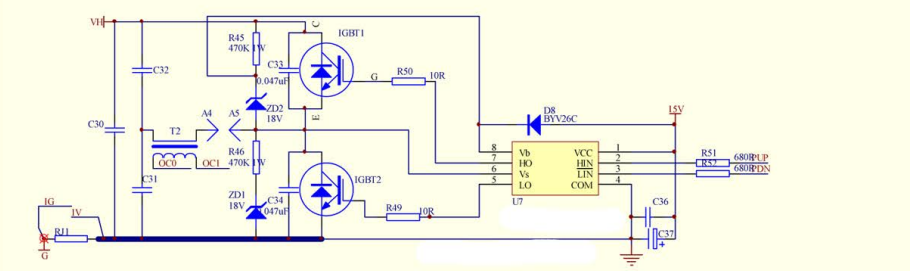 VH
C
R45
IGBT1
470K 1W
C32
C33
0.047uF
G
R50
10R
ZD2
18V
A4
A5
E
T2
C30
OC0
OC1
R46
470K 1W
C31
ZD1
18V
C34
047uF
IGBT2
R49
10R
D8
BYV26C
15V
8
7
6
5
Vb
HO
Vs
LO
VCC
HIN
LIN
COM
1
2
3
4
U7
R51
680R
PUP
R52
680R
PDN
C36
C37
+
IG
IV
RJ1
G